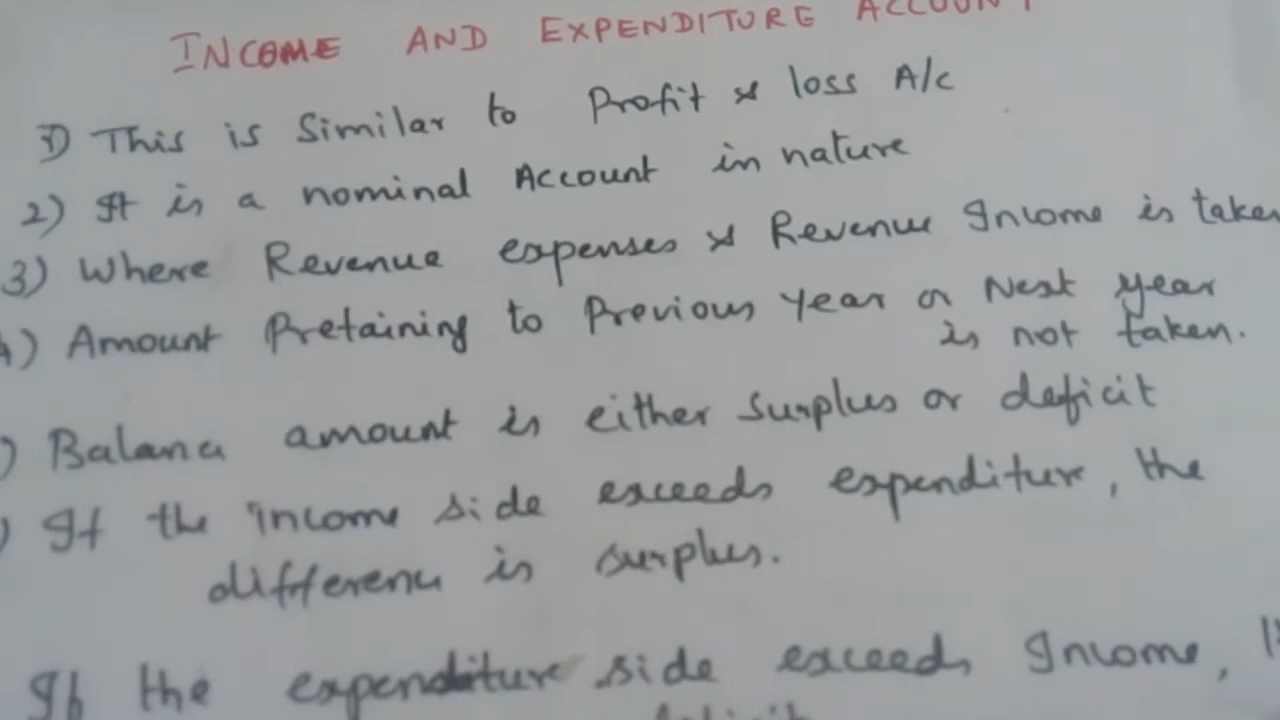 INCOME AND EXPENDITURE ACCOUNT
1) This is Similar to Profit & loss A/c
2) It is a nominal Account in nature
3) Where Revenue expenses & Revenue Income is taken
4) Amount Pretaining to Previous Year or Next year
is not taken.
) Balance amount is either Surplus or deficit
) If the income side exceeds expenditure, the
difference is surplus.
If the expenditure side exceeds Income,
deficit